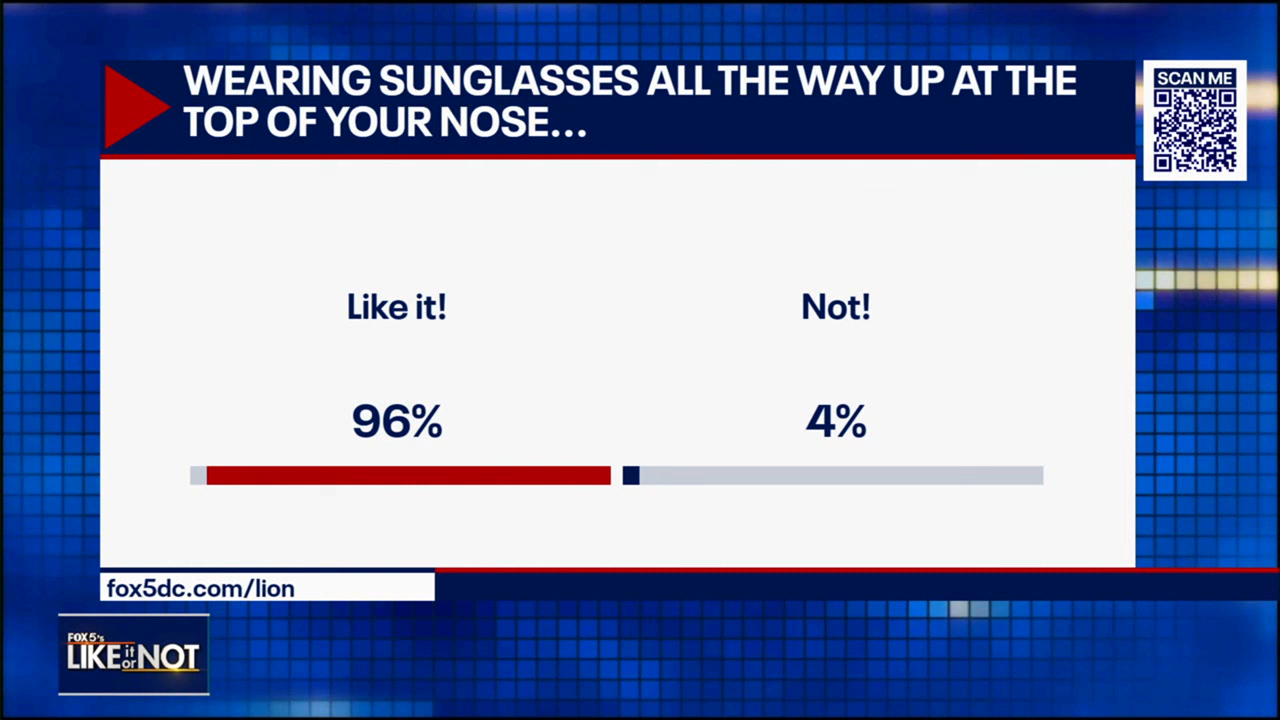 WEARING SUNGLASSES ALL THE WAY UP AT THE
TOP OF YOUR NOSE...
SCAN ME
Like it!
Not!
96%
4%
fox5dc.com/lion
FOX 5's
LIKE it or NOT